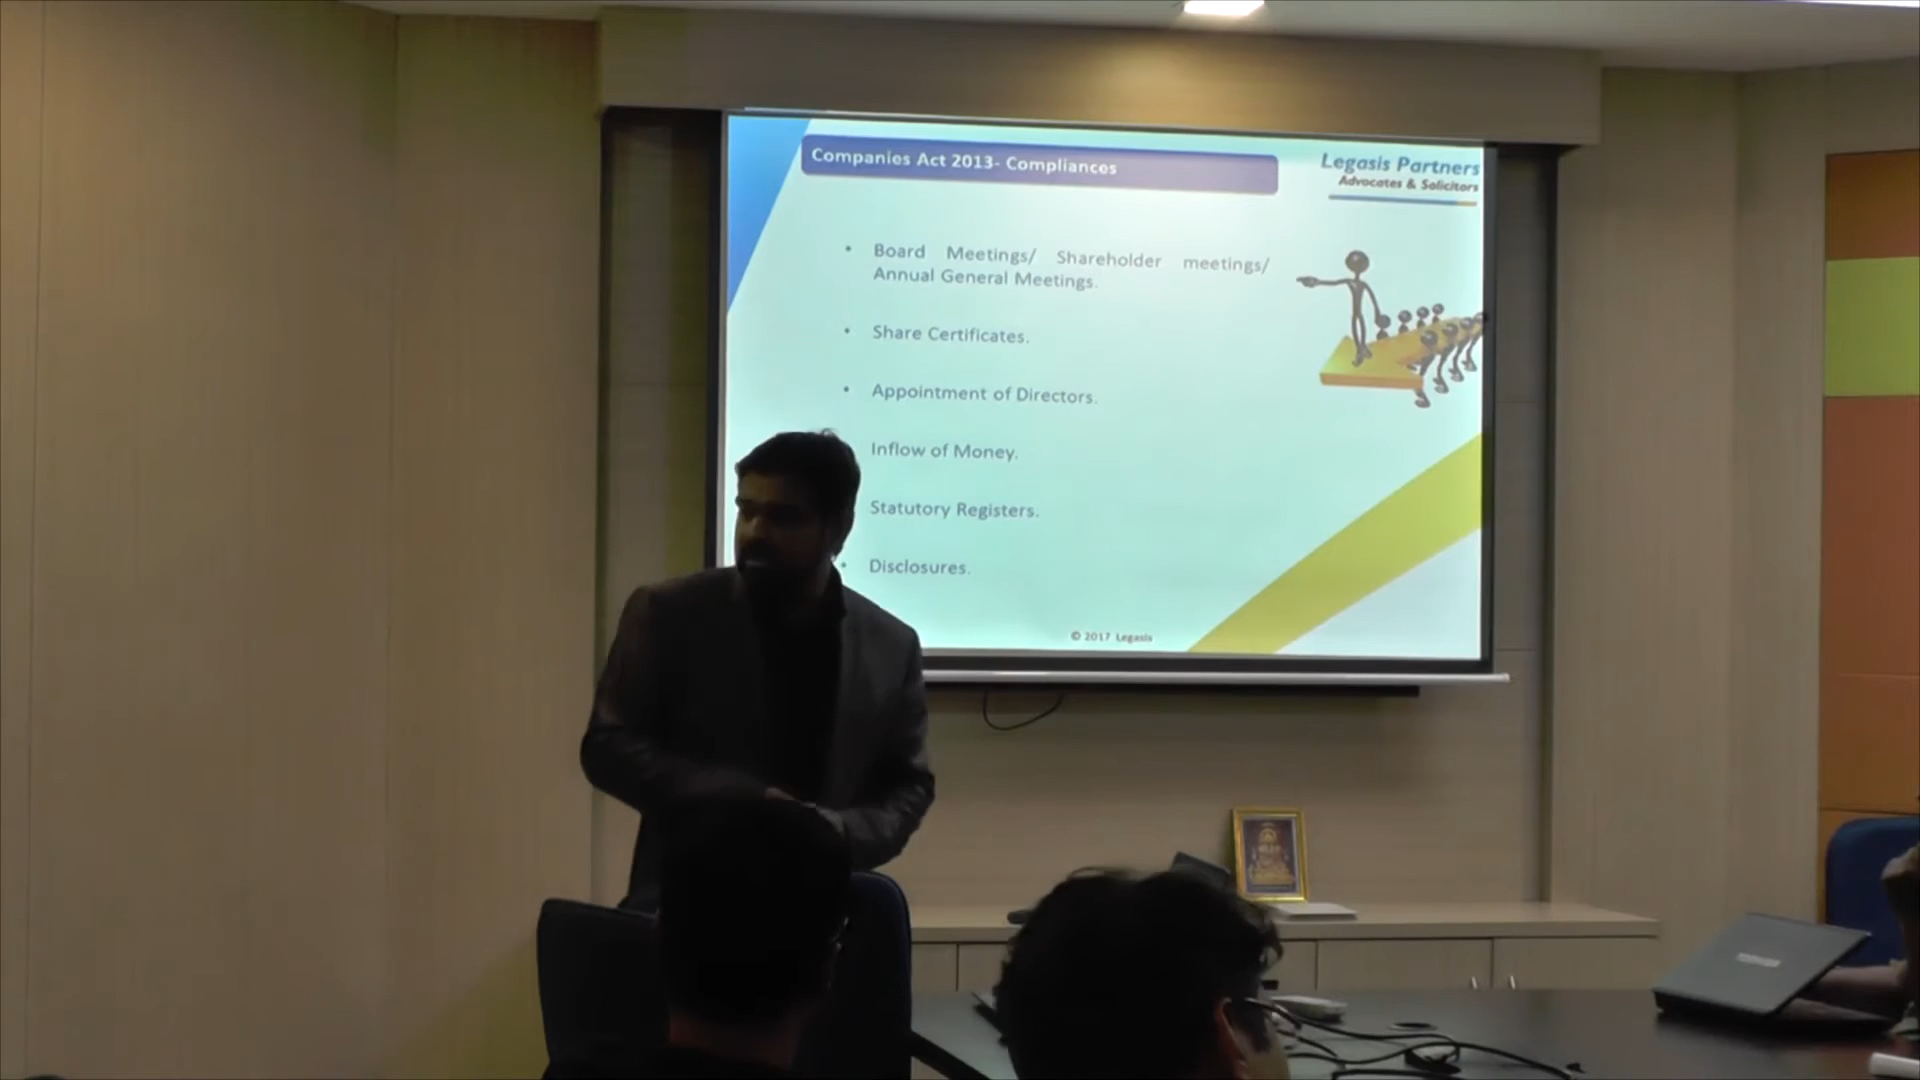 Companies Act 2013- Compliances
Legasis Partners
Advocates & Solicitors
• Board Meetings/ Shareholder meetings/
Annual General Meetings.
• Share Certificates.
• Appointment of Directors.
Inflow of Money.
Statutory Registers.
• Disclosures.
© 2017 Legasis